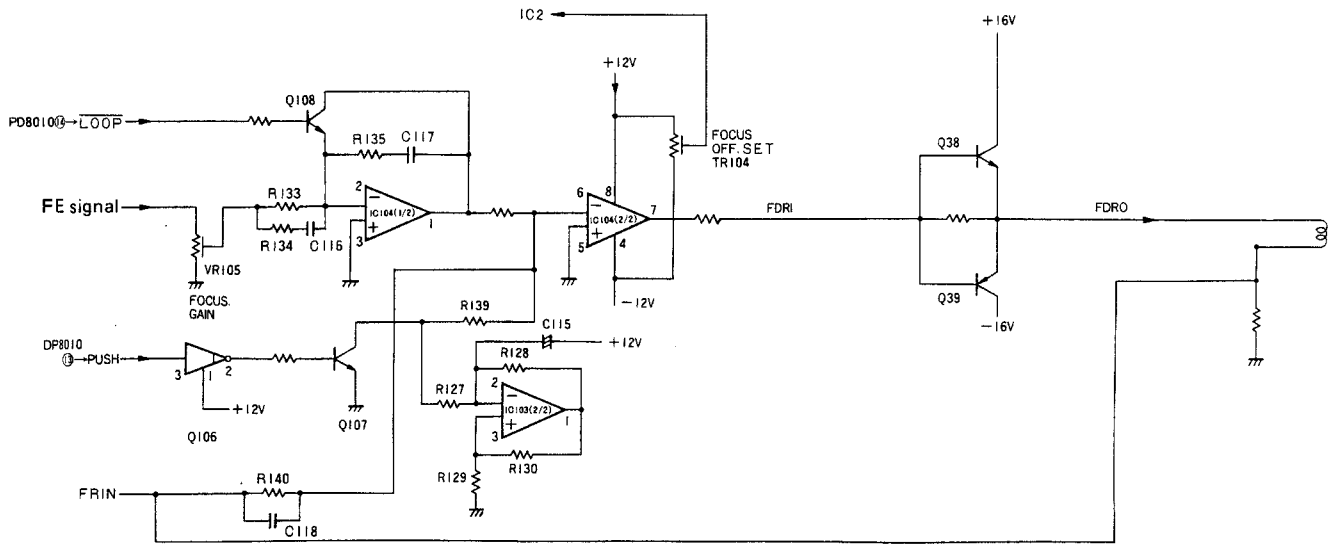 IC2
+16V
+12V
Q108
PD8010⑭→LOOP
R135
C117
FOCUS
OFF. SET
TR104
Q38
2
8
6
FE signal
R133
IC104(1/2)
1
IC104(2/2)
7
FDRI
FDRO
R134
C116
3
5
4
VR105
FOCUS.
GAIN
-12V
Q39
-16V
R139
C115
DP8010
⑬→PUSH
+12V
R128
3
1
2
R127
2
IC103(2/2)
1
+12V
Q107
3
Q106
R130
R129
R140
FRIN
C118